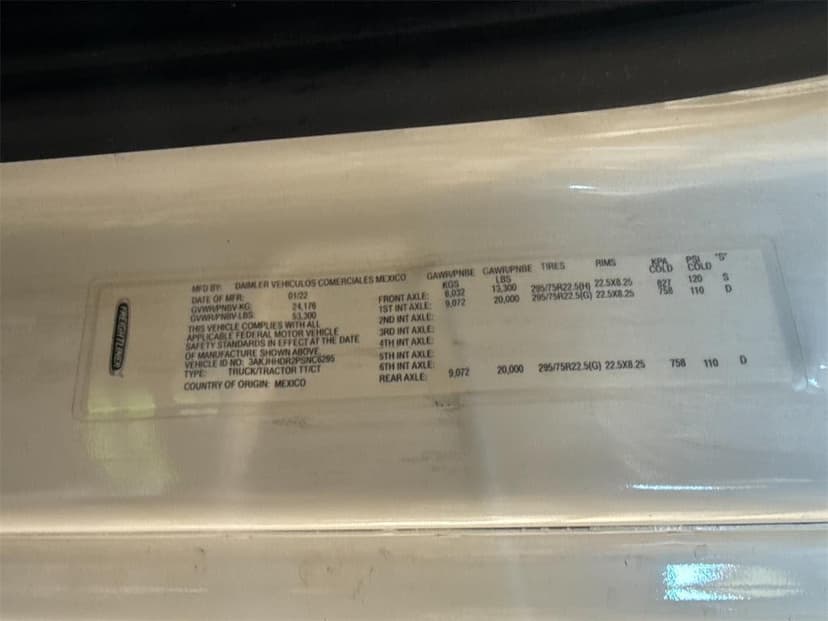 FREIGHTLINER
MFD BY: DAIMLER VEHICULOS COMERCIALES MEXICO
DATE OF MFR: 01/22
GVWR/PNBV-KG: 24,176
GVWR/PNBV-LBS: 53,300
THIS VEHICLE COMPLIES WITH ALL
APPLICABLE FEDERAL MOTOR VEHICLE
SAFETY STANDARDS IN EFFECT AT THE DATE
OF MANUFACTURE SHOWN ABOVE.
VEHICLE ID NO: 3AKJHHDR2PSNC6295
TYPE: TRUCK/TRACTOR TT/CT
COUNTRY OF ORIGIN: MEXICO
GAWR/PNBE KGS GAWR/PNBE LBS TIRES RIMS KPA COLD PSI COLD "S"
FRONT AXLE: 6,032 13,300 295/75R22.5(H) 22.5X8.25 827 120 S
1ST INT AXLE: 9,072 20,000 295/75R22.5(G) 22.5X8.25 758 110 D
2ND INT AXLE:
3RD INT AXLE:
4TH INT AXLE:
5TH INT AXLE:
6TH INT AXLE:
REAR AXLE: 9,072 20,000 295/75R22.5(G) 22.5X8.25 758 110 D